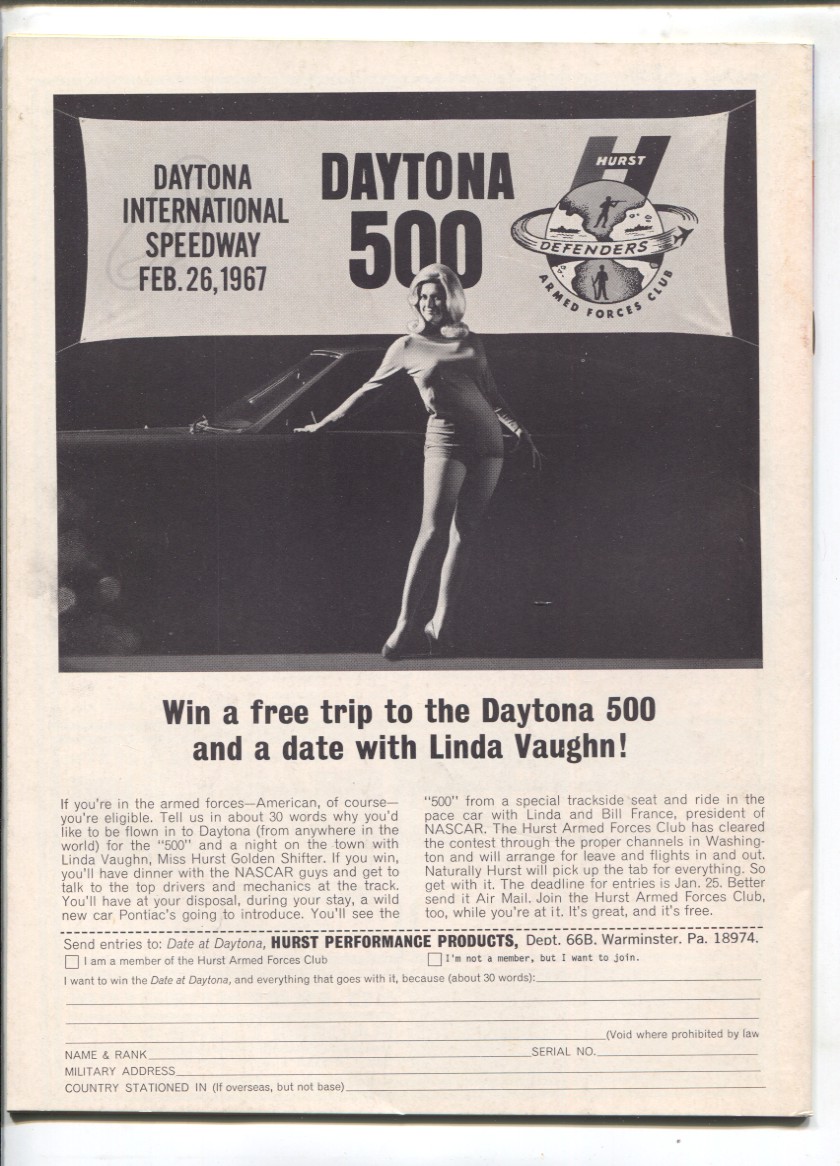 DAYTONA
INTERNATIONAL
SPEEDWAY
FEB. 26, 1967
DAYTONA
500
HURST
DEFENDERS
ARMED FORCES CLUB
Win a free trip to the Daytona 500
and a date with Linda Vaughn!
If you're in the armed forces—American, of course—
you're eligible. Tell us in about 30 words why you'd
like to be flown in to Daytona (from anywhere in the
world) for the "500" and a night on the town with
Linda Vaughn, Miss Hurst Golden Shifter. If you win,
you'll have dinner with the NASCAR guys and get to
talk to the top drivers and mechanics at the track.
You'll have at your disposal, during your stay, a wild
new car Pontiac's going to introduce. You'll see the
"500" from a special trackside seat and ride in the
pace car with Linda and Bill France, president of
NASCAR. The Hurst Armed Forces Club has cleared
the contest through the proper channels in Washing-
ton and will arrange for leave and flights in and out.
Naturally Hurst will pick up the tab for everything. So
get with it. The deadline for entries is Jan. 25. Better
send it Air Mail. Join the Hurst Armed Forces Club,
too, while you're at it. It's great, and it's free.
Send entries to: Date at Daytona, HURST PERFORMANCE PRODUCTS, Dept. 66B. Warminster. Pa. 18974.
I am a member of the Hurst Armed Forces Club
I'm not a member, but I want to join.
I want to win the Date at Daytona, and everything that goes with it, because (about 30 words):
(Void where prohibited by law
NAME & RANK SERIAL NO.
MILITARY ADDRESS
COUNTRY STATIONED IN (If overseas, but not base)